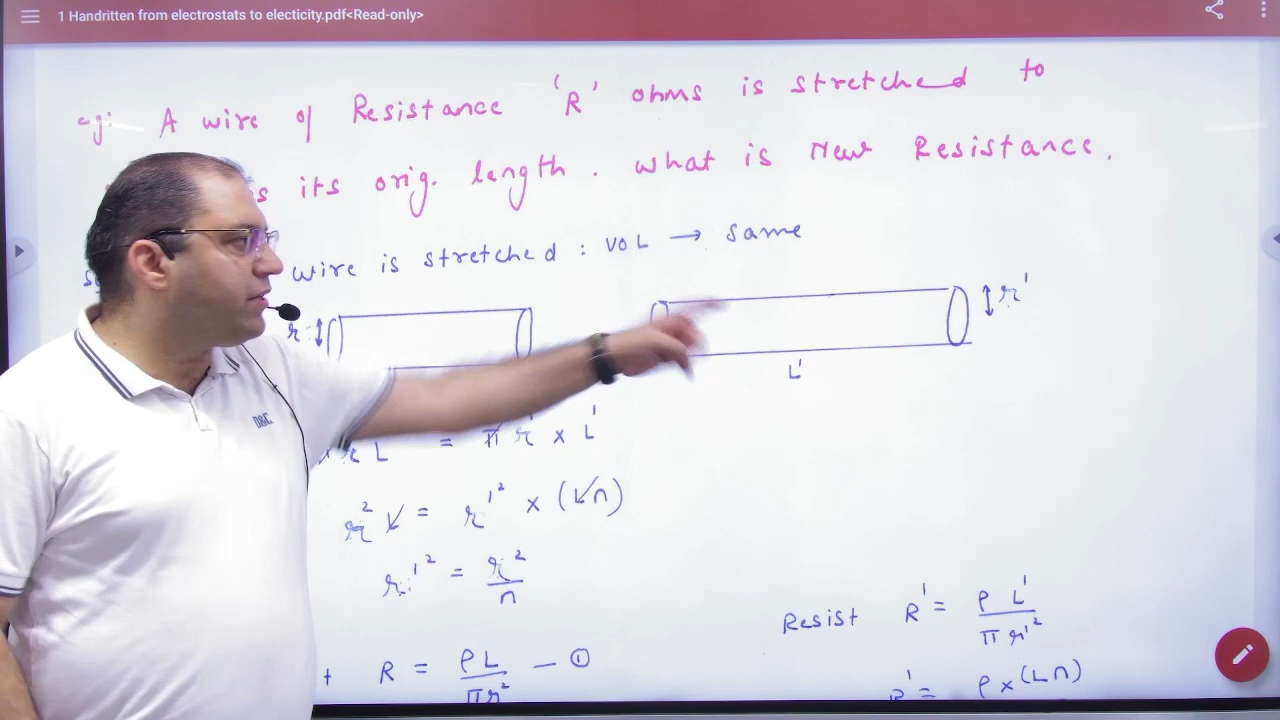 1 Handritten from electrostats to electicity.pdf<Read-only>
eg: A wire of Resistance 'R' ohms is stretched to
s its orig. length. what is New Resistance.
wire is stretched : VOL → same
r r'
L'
L = π r' x L'
r² L = r'² x (Ln)
r'² = r²/n
Resist R' = ρ L' / π r'²
R = ρL / πr² — ①
R' = ρ x (Ln)
D&C